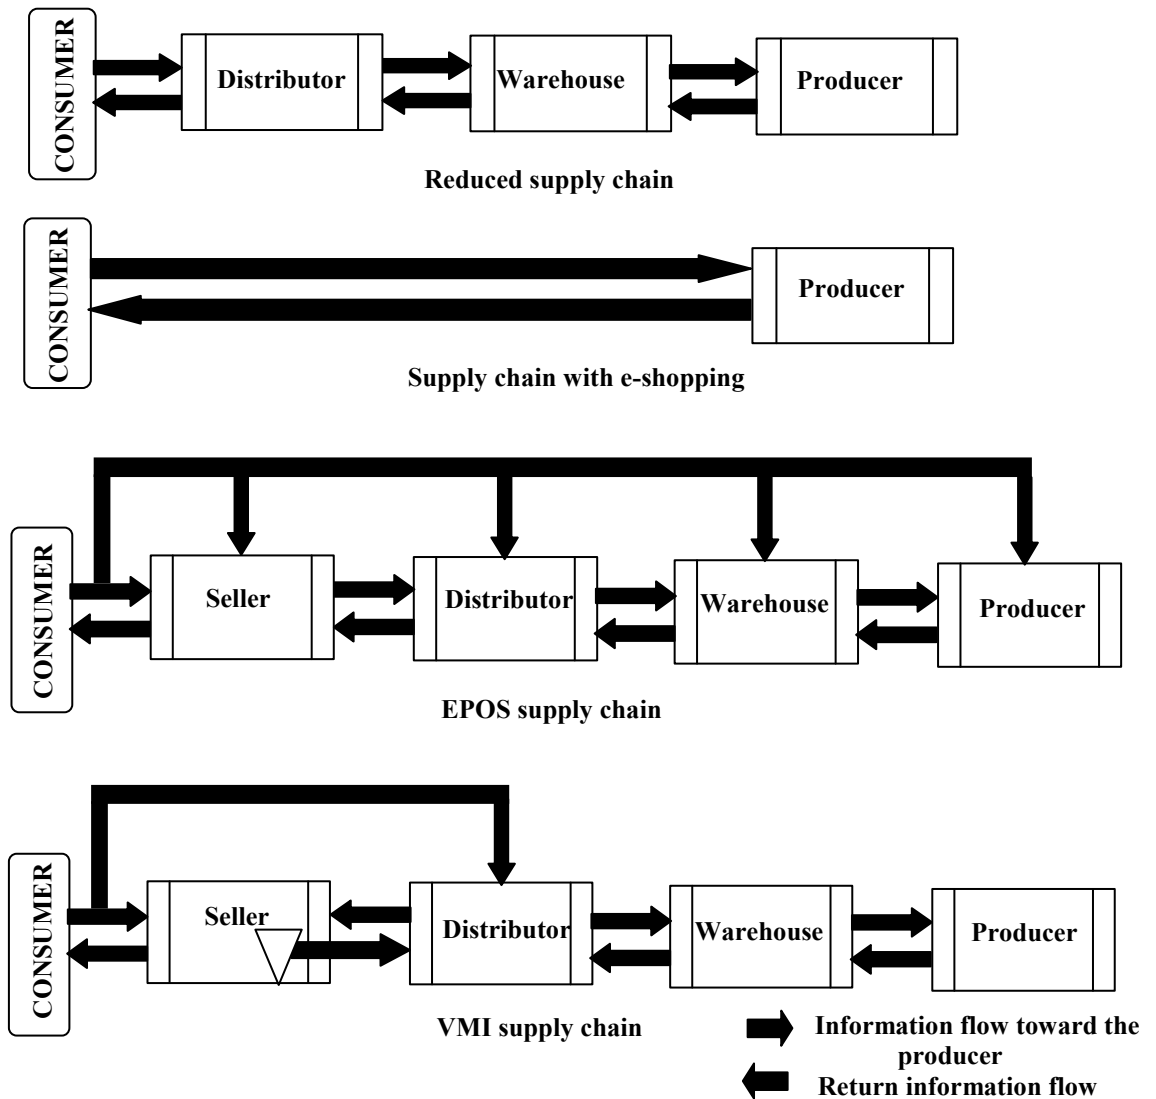 CONSUMER
Distributor
Warehouse
Producer
Reduced supply chain
CONSUMER
Producer
Supply chain with e-shopping
CONSUMER
Seller
Distributor
Warehouse
Producer
EPOS supply chain
CONSUMER
Seller
Distributor
Warehouse
Producer
VMI supply chain
Information flow toward the
producer
Return information flow